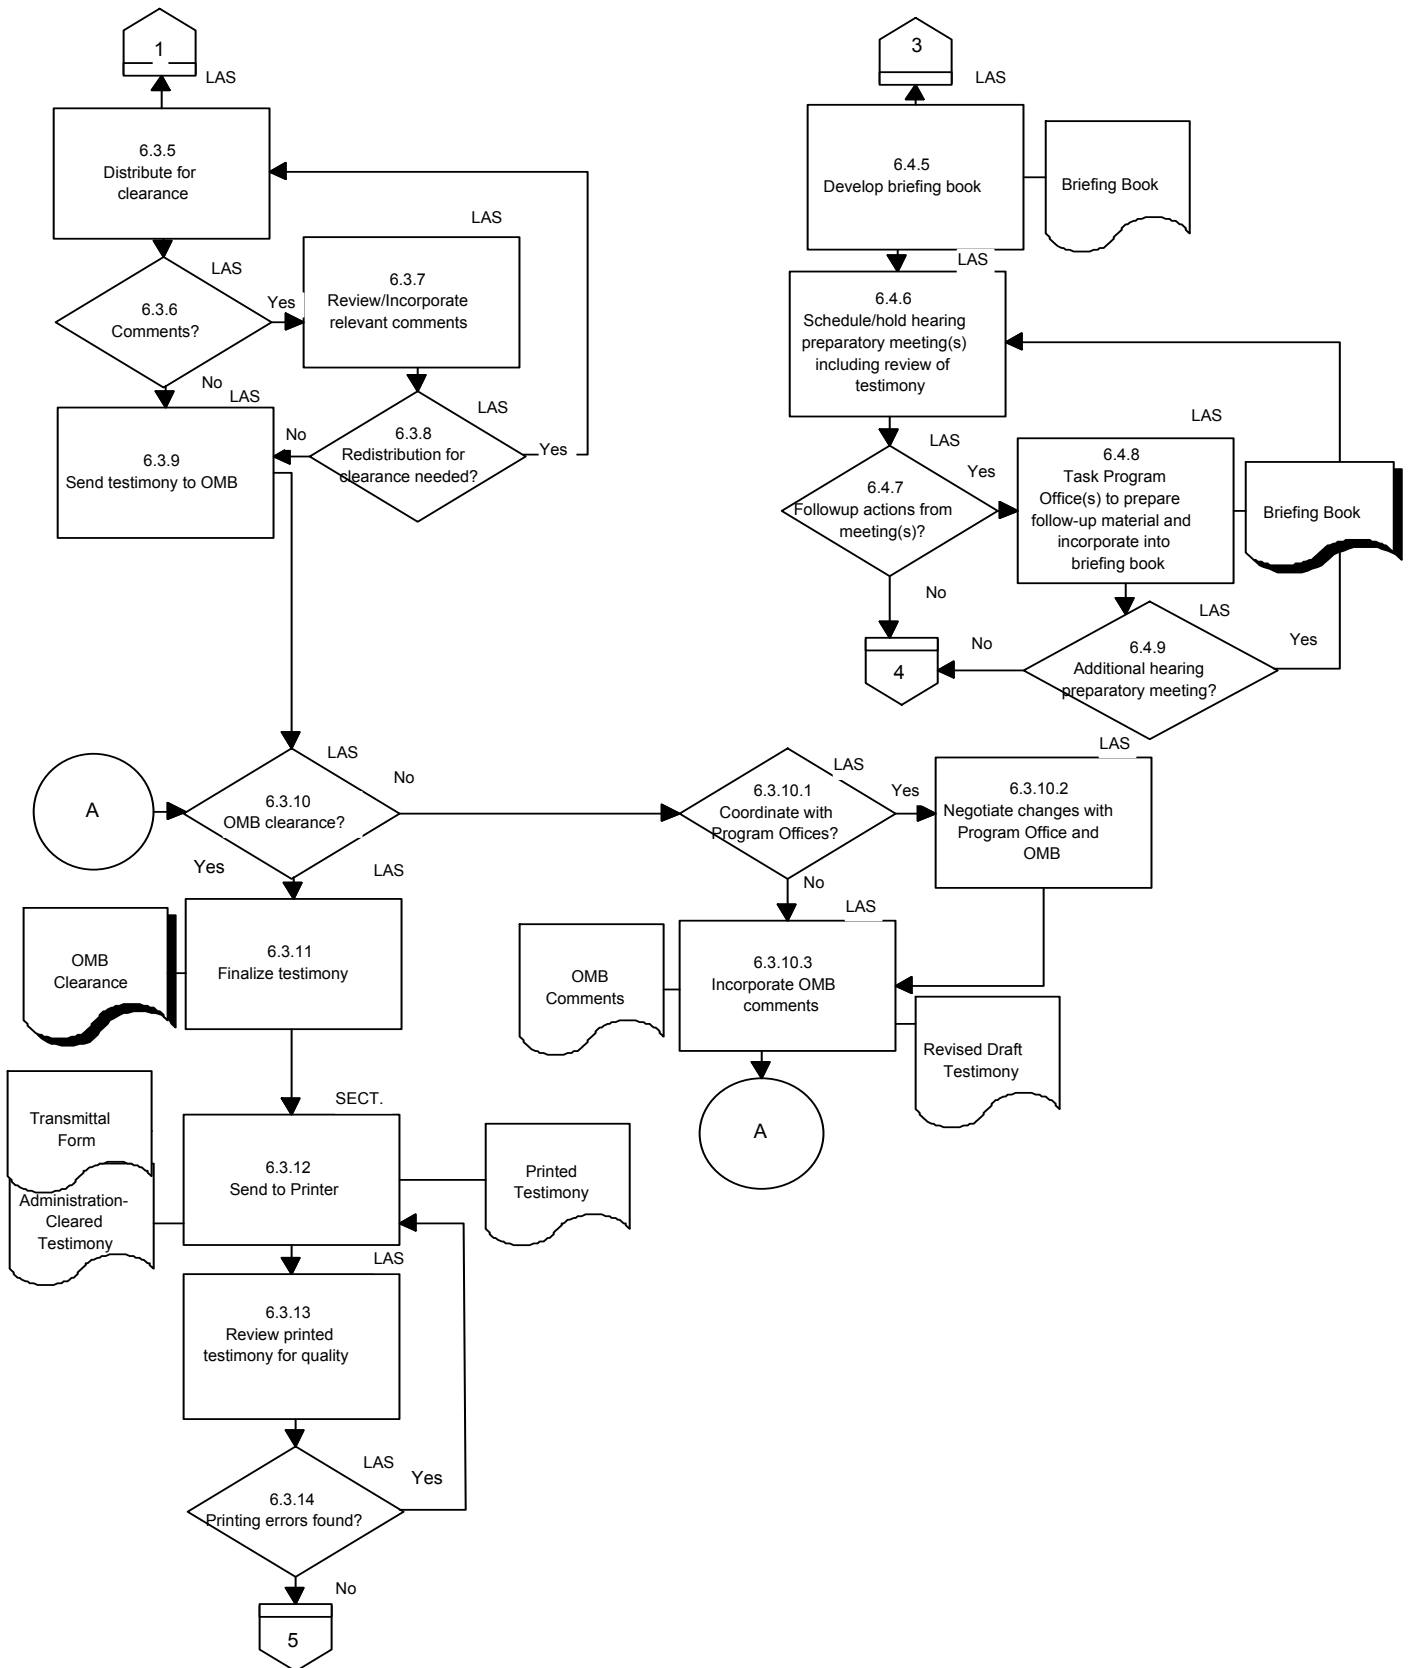 1
LAS
6.3.5
Distribute for
clearance
LAS
6.3.6
Comments?
Yes
No
LAS
6.3.7
Review/Incorporate
relevant comments
LAS
6.3.8
Redistribution for
clearance needed?
Yes
No
LAS
6.3.9
Send testimony to OMB
3
LAS
6.4.5
Develop briefing book
Briefing Book
LAS
6.4.6
Schedule/hold hearing
preparatory meeting(s)
including review of
testimony
LAS
6.4.7
Followup actions from
meeting(s)?
Yes
No
LAS
6.4.8
Task Program
Office(s) to prepare
follow-up material and
incorporate into
briefing book
Briefing Book
LAS
6.4.9
Additional hearing
preparatory meeting?
Yes
No
4
A
LAS
6.3.10
OMB clearance?
No
Yes
LAS
6.3.10.1
Coordinate with
Program Offices?
Yes
No
LAS
6.3.10.2
Negotiate changes with
Program Office and
OMB
LAS
6.3.10.3
Incorporate OMB
comments
OMB
Comments
Revised Draft
Testimony
A
LAS
6.3.11
Finalize testimony
OMB
Clearance
SECT.
6.3.12
Send to Printer
Transmittal
Form
Administration-
Cleared
Testimony
Printed
Testimony
LAS
6.3.13
Review printed
testimony for quality
LAS
6.3.14
Printing errors found?
Yes
No
5